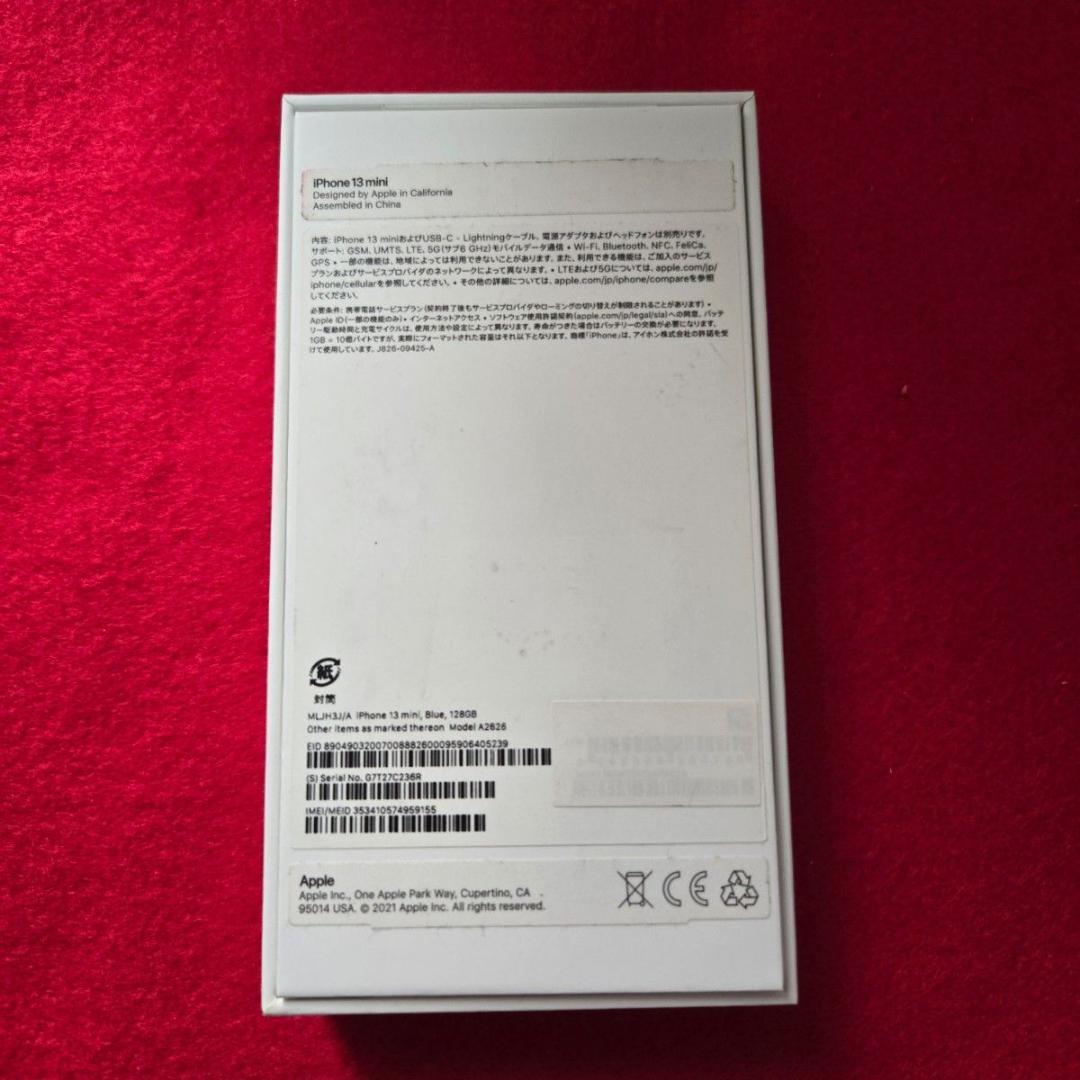 iPhone 13 mini
Designed by Apple in California
Assembled in China
内容: iPhone 13 miniおよびUSB-C - Lightningケーブル。電源アダプタおよびヘッドフォンは別売りです。
サポート: GSM、UMTS、LTE、5G(サブ6 GHz)モバイルデータ通信 • Wi-Fi、Bluetooth、NFC、FeliCa、
GPS • 一部の機能は、地域によっては利用できないことがあります。また、利用できる機能は、ご加入のサービス
プランおよびサービスプロバイダのネットワークによって異なります。 • LTEおよび5Gについては、apple.com/jp/
iphone/cellularを参照してください。 • その他の詳細については、apple.com/jp/iphone/compareを参照
してください。
必要条件: 携帯電話サービスプラン(契約終了後もサービスプロバイダやローミングの切り替えが制限されることがあります) •
Apple ID(一部の機能のみ) • インターネットアクセス • ソフトウェア使用許諾契約(apple.com/jp/legal/sla)への同意。バッテ
リー駆動時間と充電サイクルは、使用方法や設定によって異なります。寿命がつきた場合はバッテリーの交換が必要になります。
1GB = 10億バイトですが、実際にフォーマットされた容量はそれ以下となります。商標「iPhone」は、アイホン株式会社の許諾を受
けて使用しています。J826-09425-A
紙
封筒
MLJH3J/A iPhone 13 mini, Blue, 128GB
Other items as marked thereon Model A2626
EID 89049032007008882600095906405239
(S) Serial No. G7T27C236R
IMEI/MEID 353410574959155
Apple
Apple Inc., One Apple Park Way, Cupertino, CA
95014 USA. © 2021 Apple Inc. All rights reserved.
CE